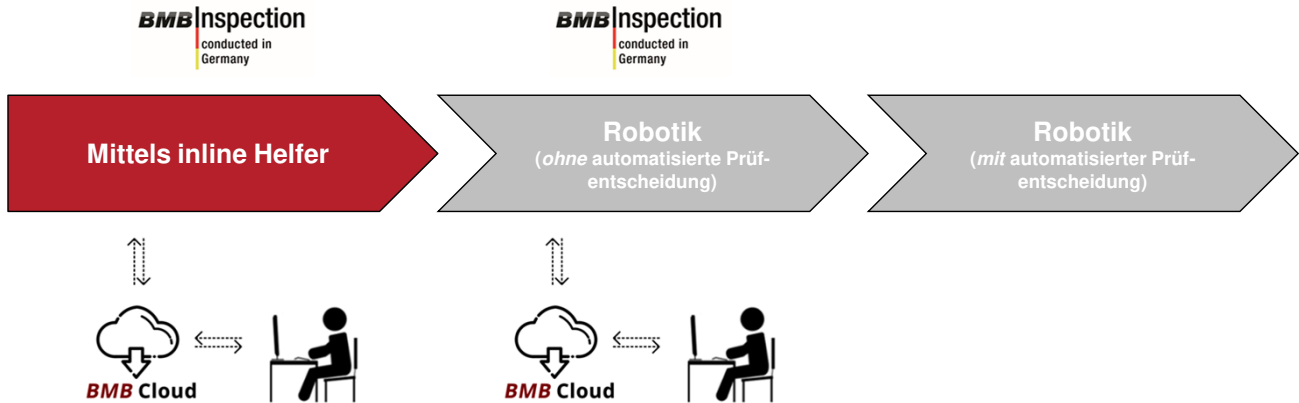 BMB Inspection
conducted in
Germany
BMB Inspection
conducted in
Germany
Mittels inline Helfer
Robotik
(ohne automatisierte Prüf-
entscheidung)
Robotik
(mit automatisierter Prüf-
entscheidung)
BMB Cloud
BMB Cloud